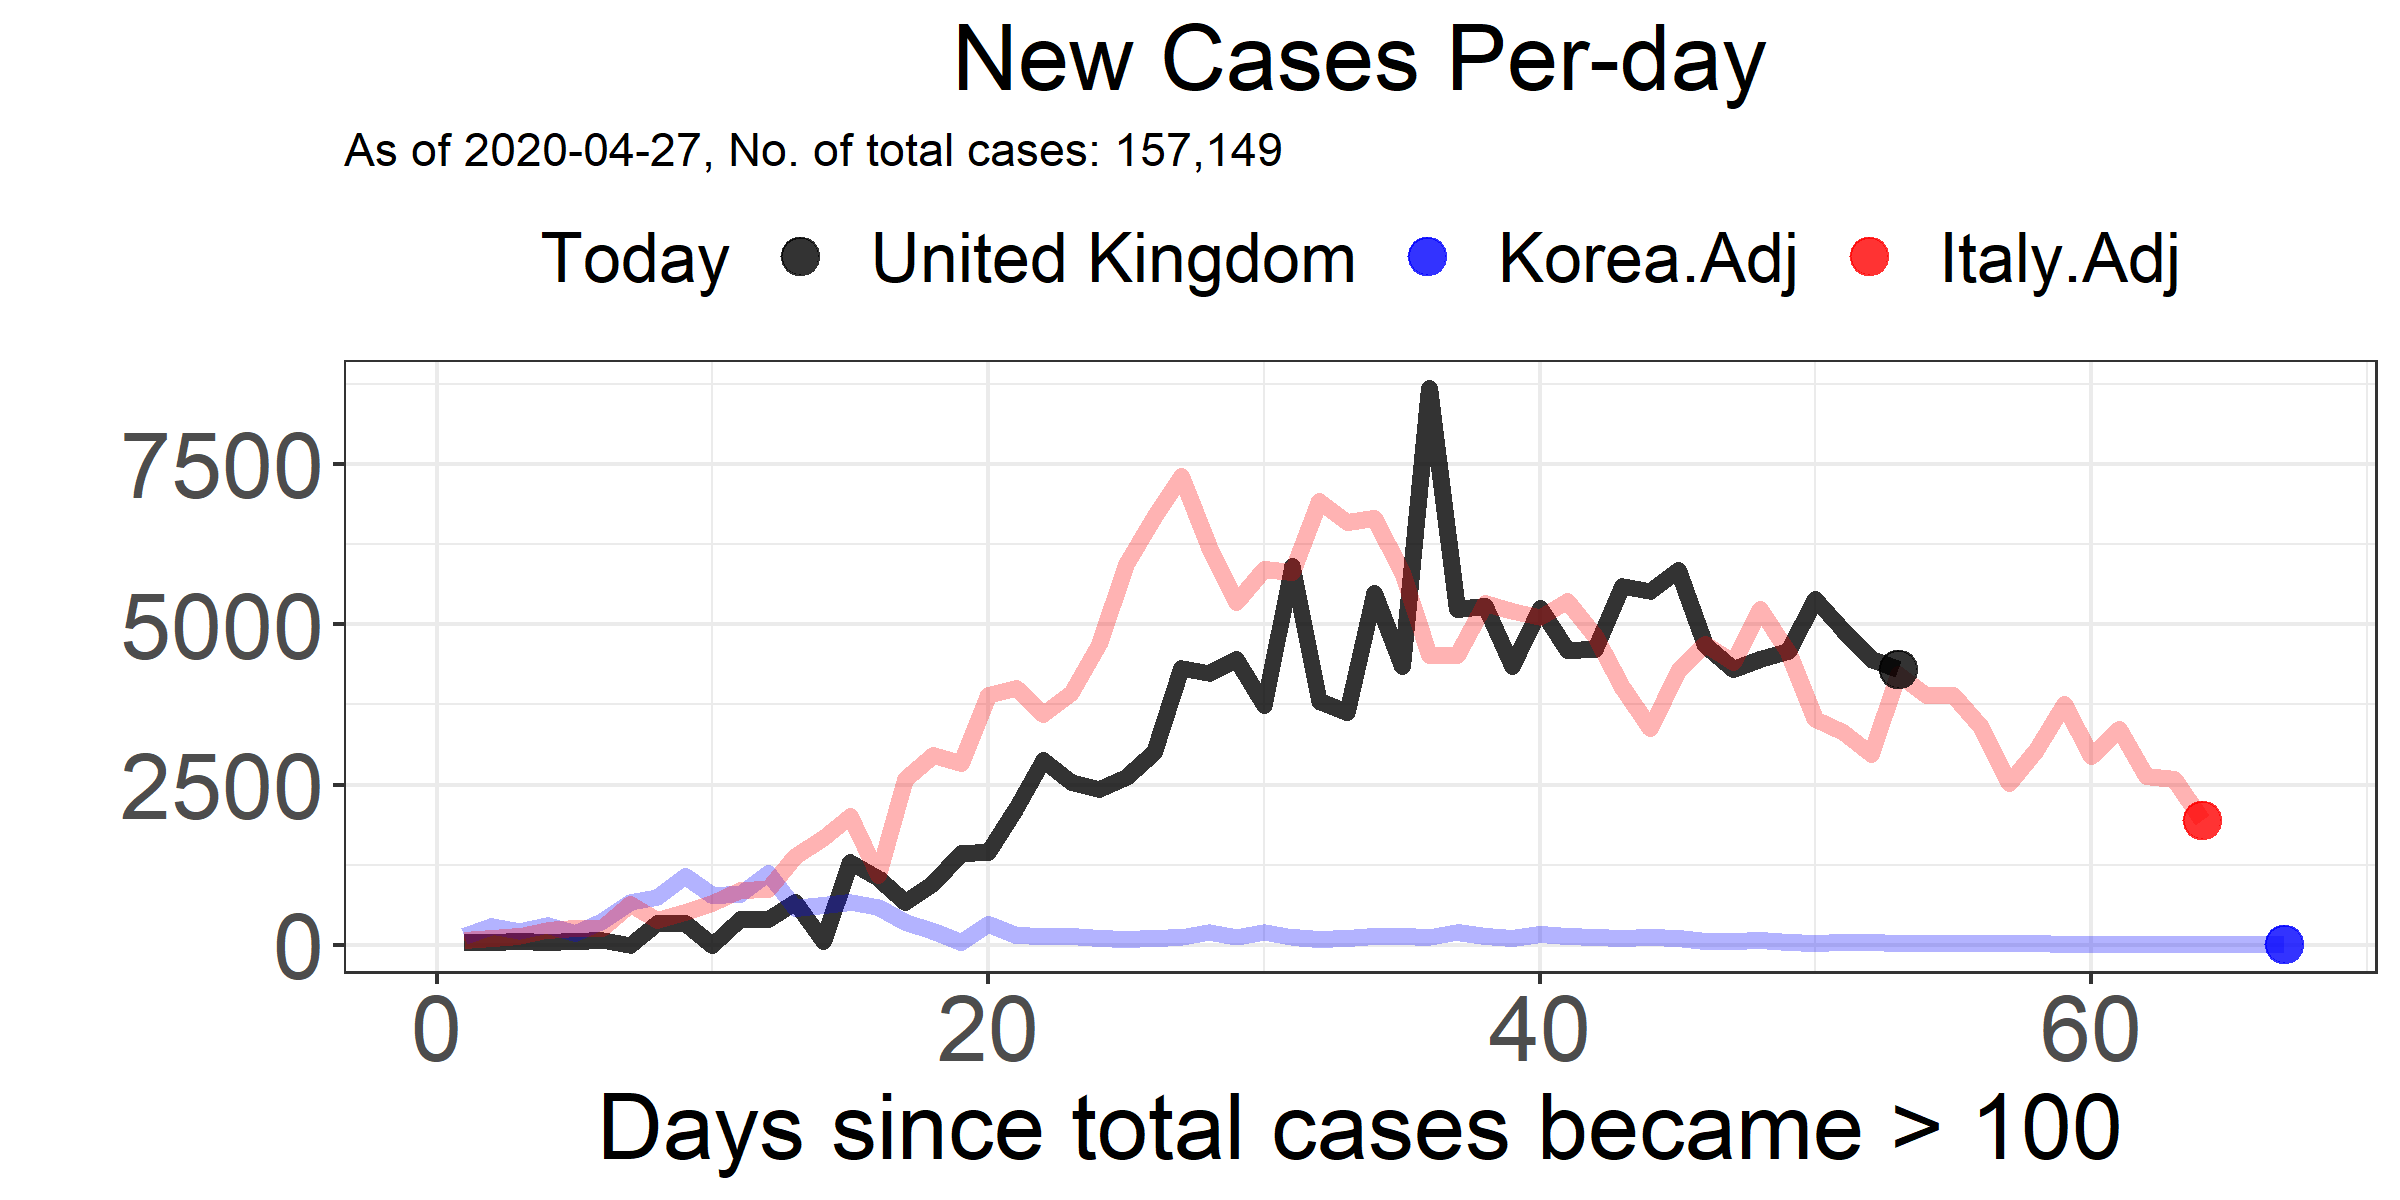 New Cases Per-day
As of 2020-04-27, No. of total cases: 157,149
Today United Kingdom Korea.Adj Italy.Adj
7500
5000
2500
0
0 20 40 60
Days since total cases became > 100